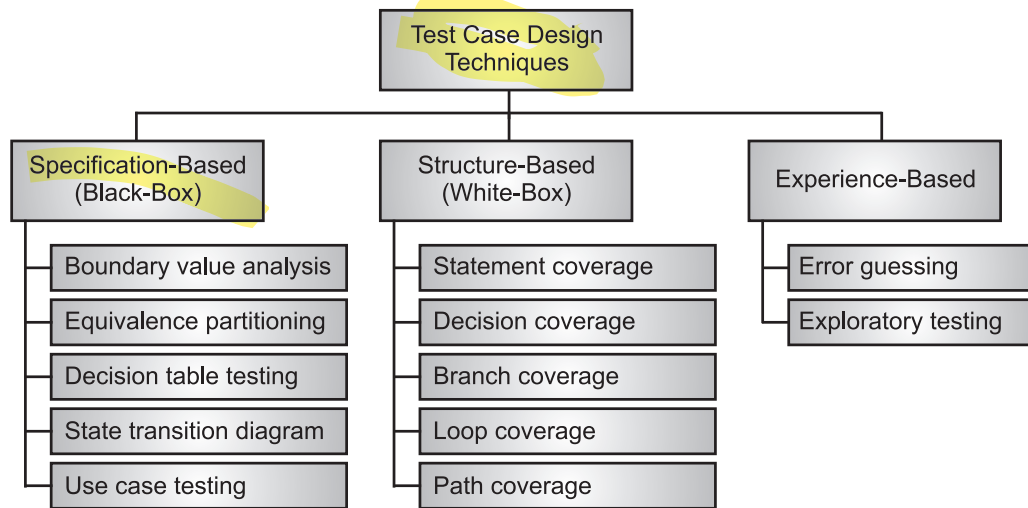 Test Case Design
Techniques
Specification-Based
(Black-Box)
Boundary value analysis
Equivalence partitioning
Decision table testing
State transition diagram
Use case testing
Structure-Based
(White-Box)
Statement coverage
Decision coverage
Branch coverage
Loop coverage
Path coverage
Experience-Based
Error guessing
Exploratory testing